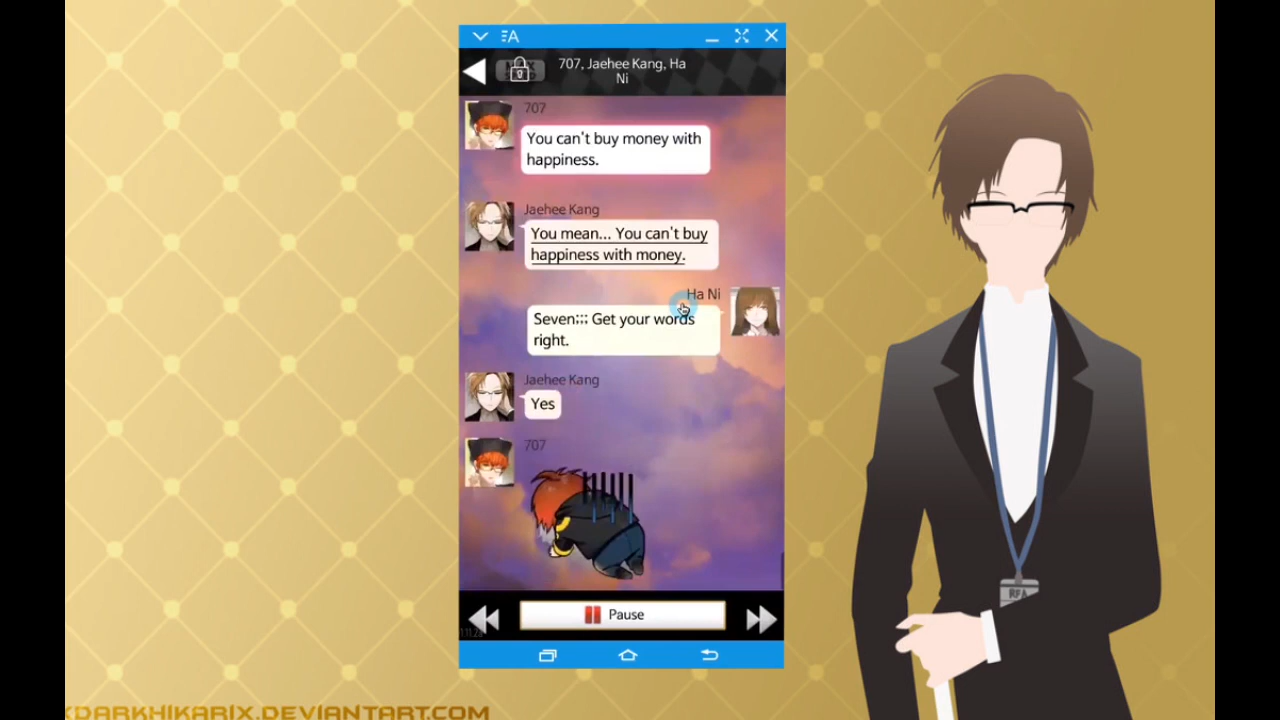 707, Jaehee Kang, Ha
Ni
707
You can't buy money with
happiness.
Jaehee Kang
You mean... You can't buy
happiness with money.
Ha Ni
Seven;;; Get your words
right.
Jaehee Kang
Yes
707
Pause
RFA
XDARKHIKARIX.DEVIANTART.COM